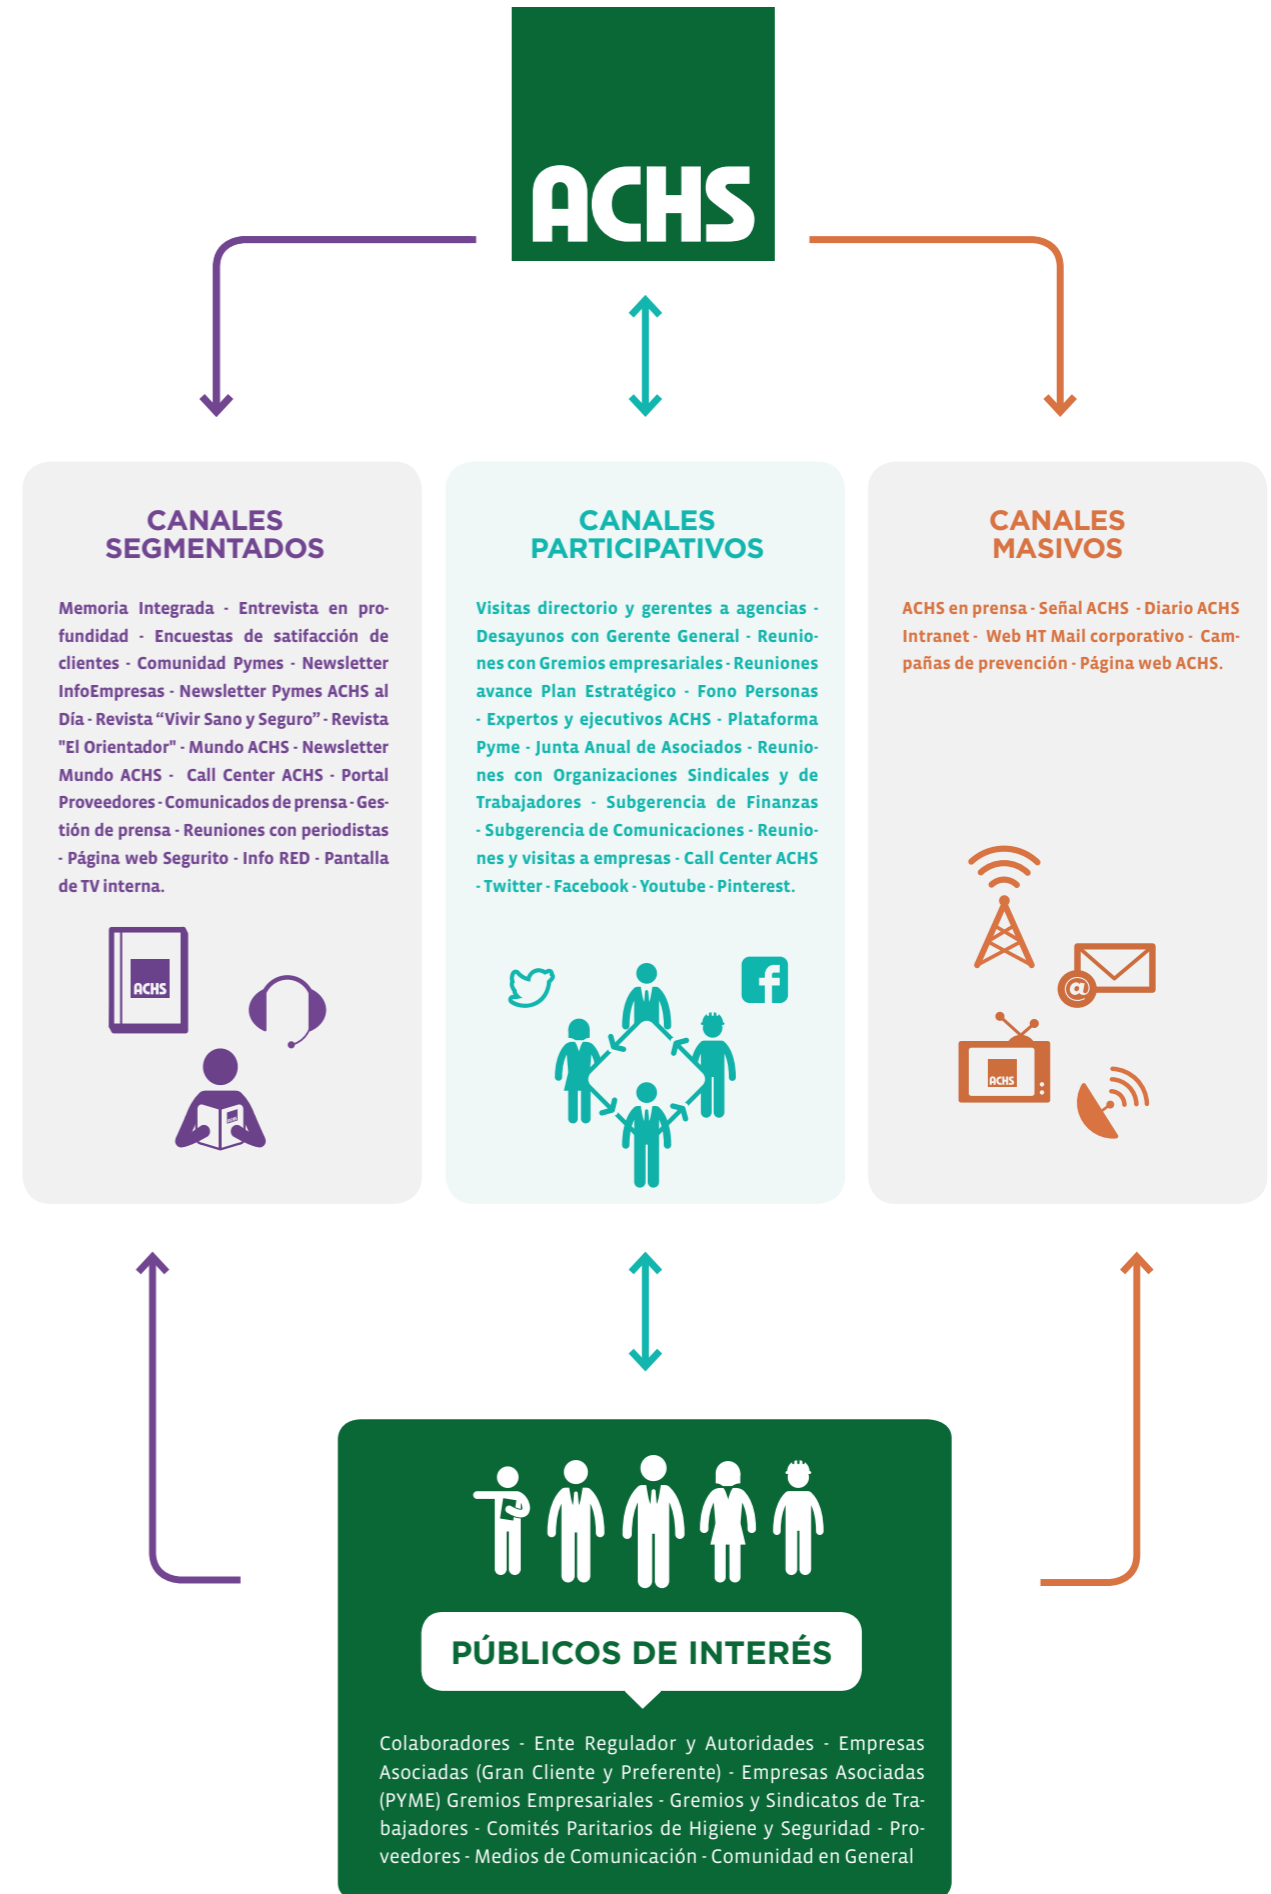 ACHS
CANALES
SEGMENTADOS
Memoria Integrada - Entrevista en pro-
fundidad - Encuestas de satifacción de
clientes - Comunidad Pymes - Newsletter
InfoEmpresas - Newsletter Pymes ACHS al
Día - Revista “Vivir Sano y Seguro” - Revista
"El Orientador" - Mundo ACHS - Newsletter
Mundo ACHS - Call Center ACHS - Portal
Proveedores - Comunicados de prensa - Ges-
tión de prensa - Reuniones con periodistas
- Página web Segurito - Info RED - Pantalla
de TV interna.
ACHS
CANALES
PARTICIPATIVOS
Visitas directorio y gerentes a agencias -
Desayunos con Gerente General - Reunio-
nes con Gremios empresariales - Reuniones
avance Plan Estratégico - Fono Personas
- Expertos y ejecutivos ACHS - Plataforma
Pyme - Junta Anual de Asociados - Reunio-
nes con Organizaciones Sindicales y de
Trabajadores - Subgerencia de Finanzas
- Subgerencia de Comunicaciones - Reunio-
nes y visitas a empresas - Call Center ACHS
- Twitter - Facebook - Youtube - Pinterest.
CANALES
MASIVOS
ACHS en prensa - Señal ACHS - Diario ACHS
Intranet - Web HT Mail corporativo - Cam-
pañas de prevención - Página web ACHS.
@
ACHS
PÚBLICOS DE INTERÉS
Colaboradores - Ente Regulador y Autoridades - Empresas
Asociadas (Gran Cliente y Preferente) - Empresas Asociadas
(PYME) Gremios Empresariales - Gremios y Sindicatos de Tra-
bajadores - Comités Paritarios de Higiene y Seguridad - Pro-
veedores - Medios de Comunicación - Comunidad en General